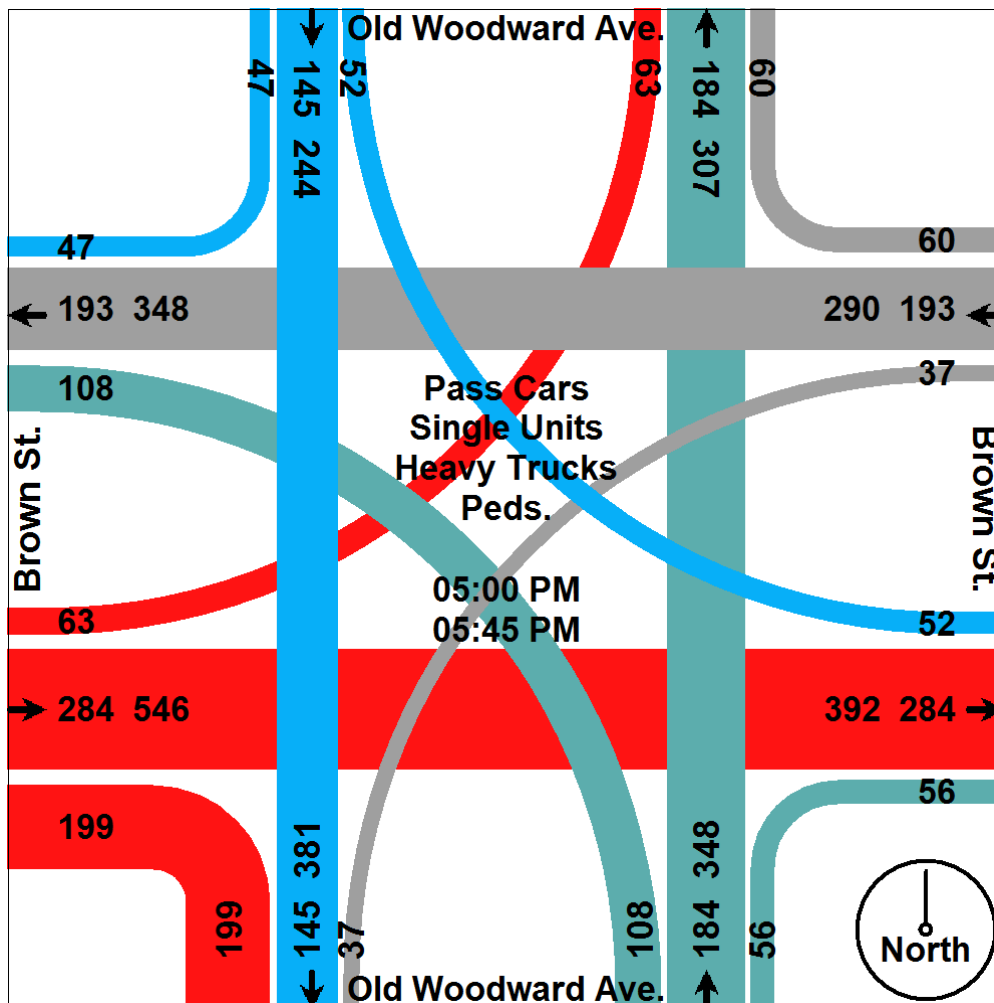 Old Woodward Ave.
47
145 244
52
63
184 307
60
47
60
193 348
290 193
108
37
Pass Cars
Single Units
Heavy Trucks
Peds.
Brown St.
Brown St.
05:00 PM
05:45 PM
63
52
284 546
392 284
199
56
199
145 381
37
108
184 348
56
North
Old Woodward Ave.